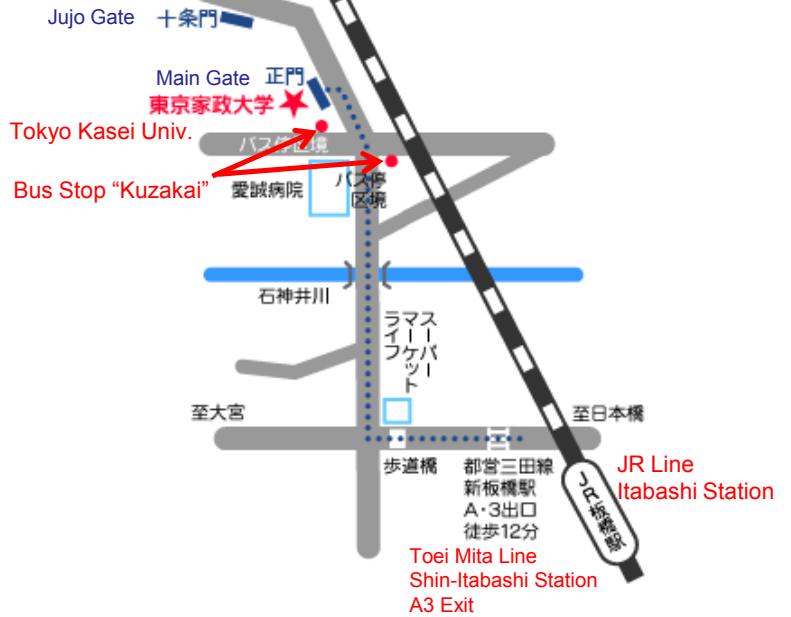 Jujo Gate
十条門
Main Gate
正門
東京家政大学
Tokyo Kasei Univ.
バス停区境
Bus Stop “Kuzakai”
愛誠病院
バス停
区境
石神井川
スーパー
マーケット
ライフ
至大宮
至日本橋
歩道橋
都営三田線
新板橋駅
A・3出口
徒歩12分
JR板橋駅
JR Line
Itabashi Station
Toei Mita Line
Shin-Itabashi Station
A3 Exit